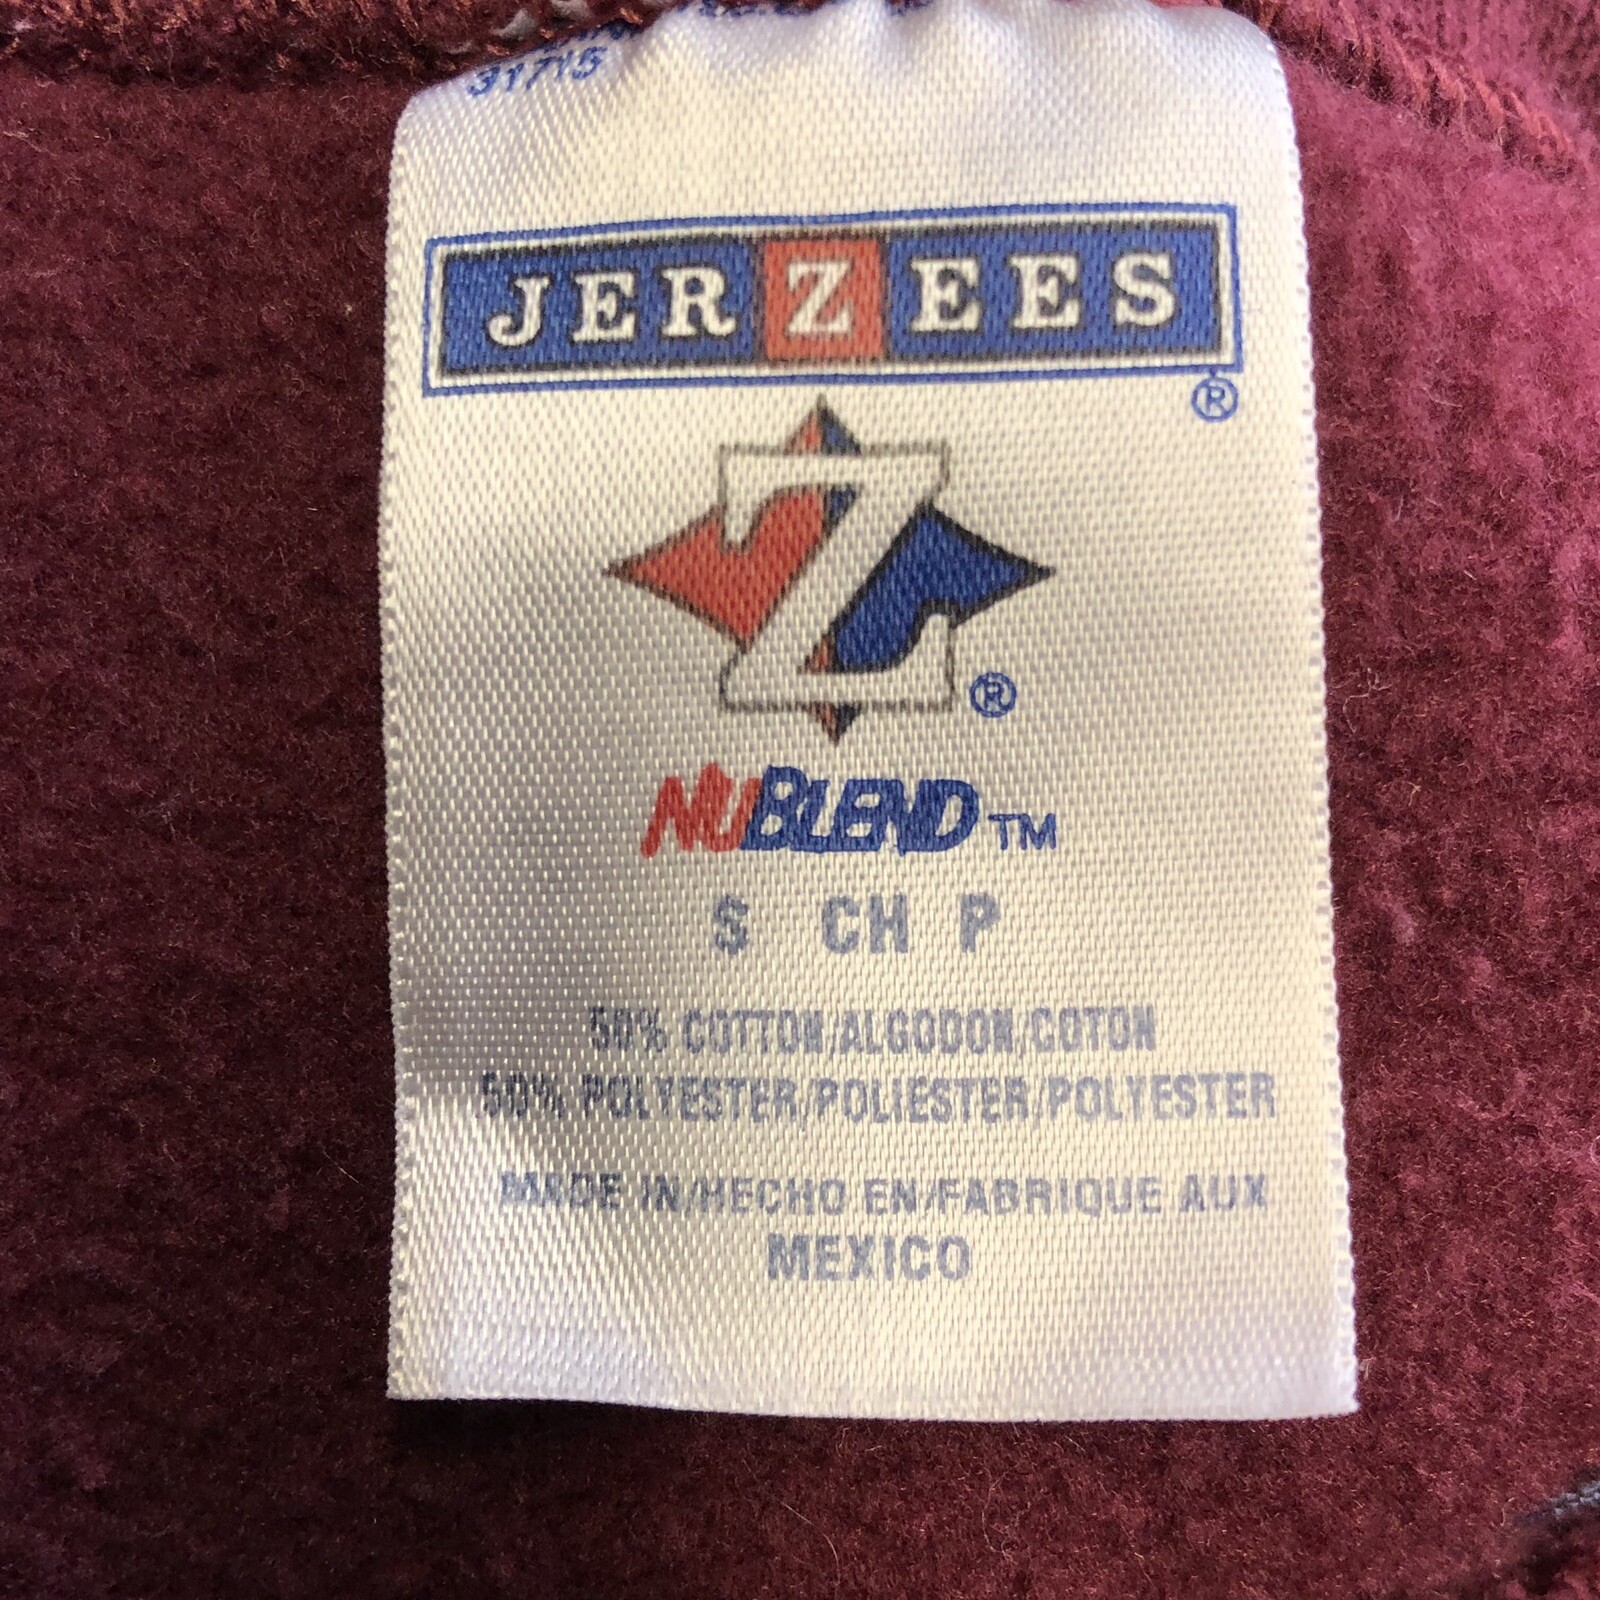 31715
JERZEES
®
Z
®
NUBLEND TM
S CH P
50% COTTON/ALGODON/COTON
50% POLYESTER/POLIESTER/POLYESTER
MADE IN/HECHO EN/FABRIQUE AUX
MEXICO